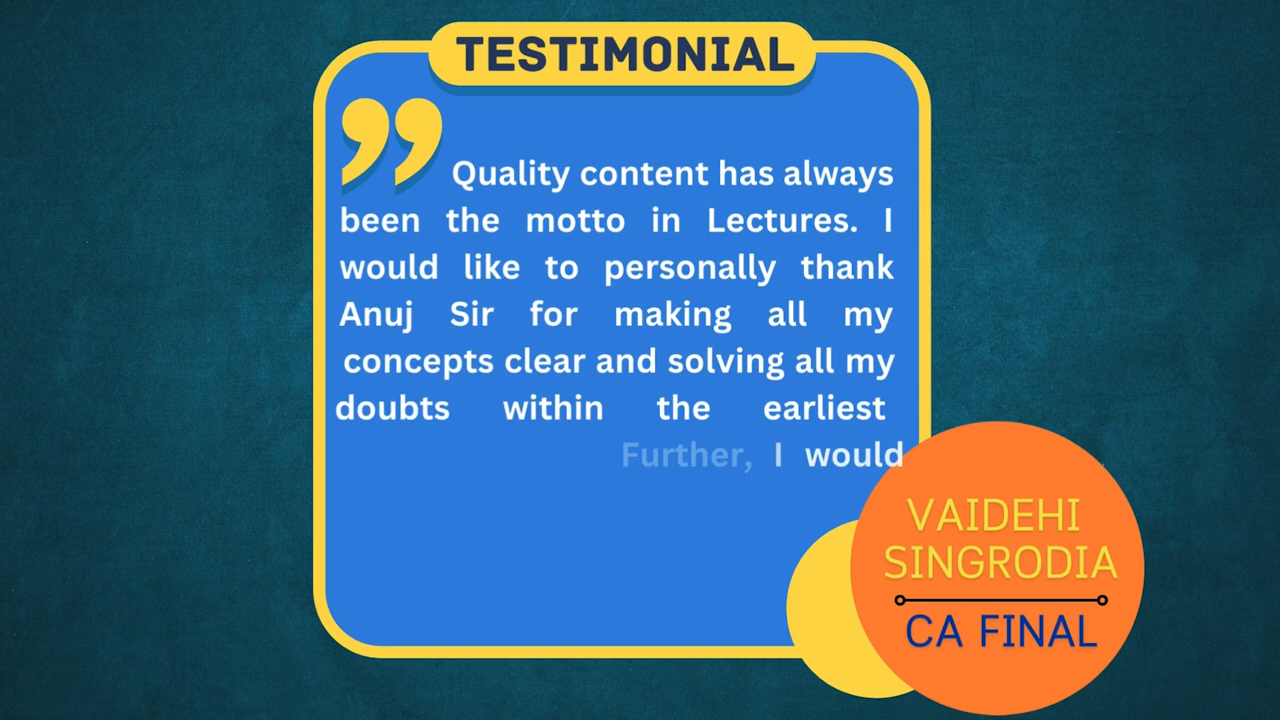 TESTIMONIAL
Quality content has always
been the motto in Lectures. I
would like to personally thank
Anuj Sir for making all my
concepts clear and solving all my
doubts within the earliest
Further, I would
VAIDEHI
SINGRODIA
CA FINAL